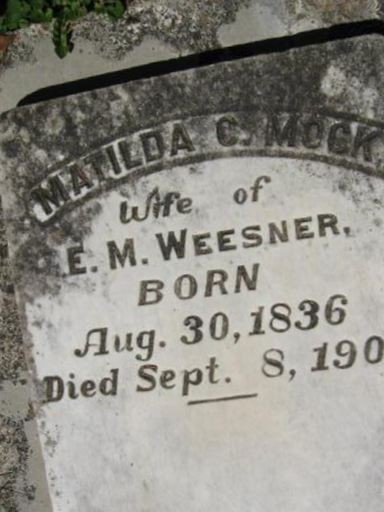 MATILDA C. MOCK
Wife of
E. M. WEESNER,
BORN
Aug. 30, 1836
Died Sept. 8, 190